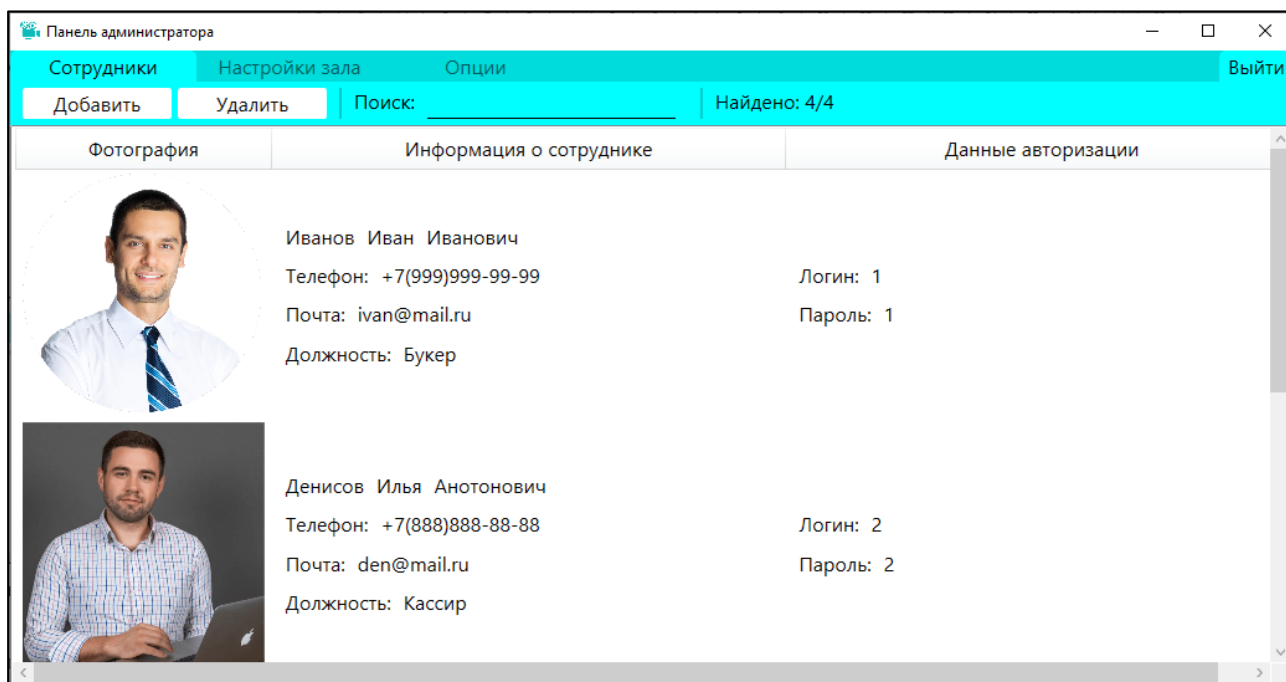 Панель администратора
Сотрудники Настройки зала Опции Выйти
Добавить Удалить Поиск: Найдено: 4/4
Фотография Информация о сотруднике Данные авторизации
Иванов Иван Иванович
Телефон: +7(999)999-99-99 Логин: 1
Почта: ivan@mail.ru Пароль: 1
Должность: Букер
Денисов Илья Анотонович
Телефон: +7(888)888-88-88 Логин: 2
Почта: den@mail.ru Пароль: 2
Должность: Кассир